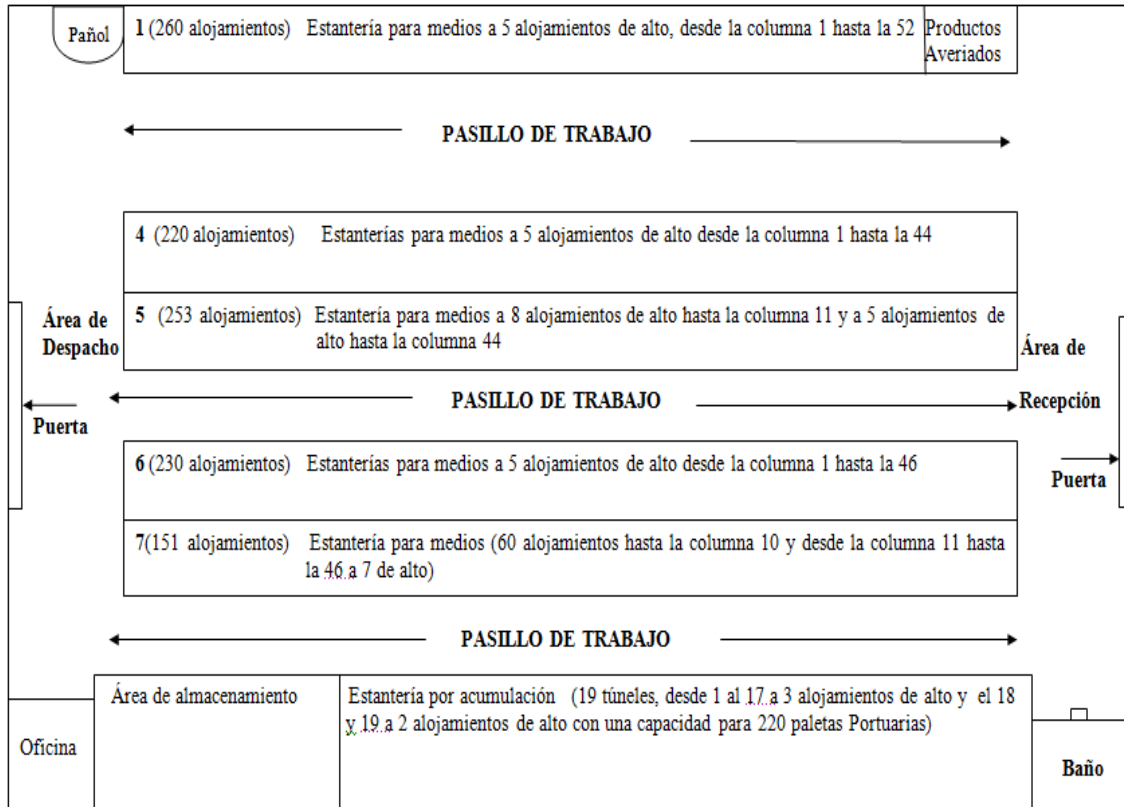 Pañol
1 (260 alojamientos) Estantería para medios a 5 alojamientos de alto, desde la columna 1 hasta la 52
Productos
Averiados
PASILLO DE TRABAJO
4 (220 alojamientos) Estanterías para medios a 5 alojamientos de alto desde la columna 1 hasta la 44
5 (253 alojamientos) Estantería para medios a 8 alojamientos de alto hasta la columna 11 y a 5 alojamientos de
alto hasta la columna 44
Área de
Despacho
Puerta
Área de
Recepción
Puerta
PASILLO DE TRABAJO
6 (230 alojamientos) Estanterías para medios a 5 alojamientos de alto desde la columna 1 hasta la 46
7(151 alojamientos) Estantería para medios (60 alojamientos hasta la columna 10 y desde la columna 11 hasta
la 46 a 7 de alto)
PASILLO DE TRABAJO
Área de almacenamiento
Estantería por acumulación (19 túneles, desde 1 al 17 a 3 alojamientos de alto y el 18
y 19 a 2 alojamientos de alto con una capacidad para 220 paletas Portuarias)
Oficina
Baño